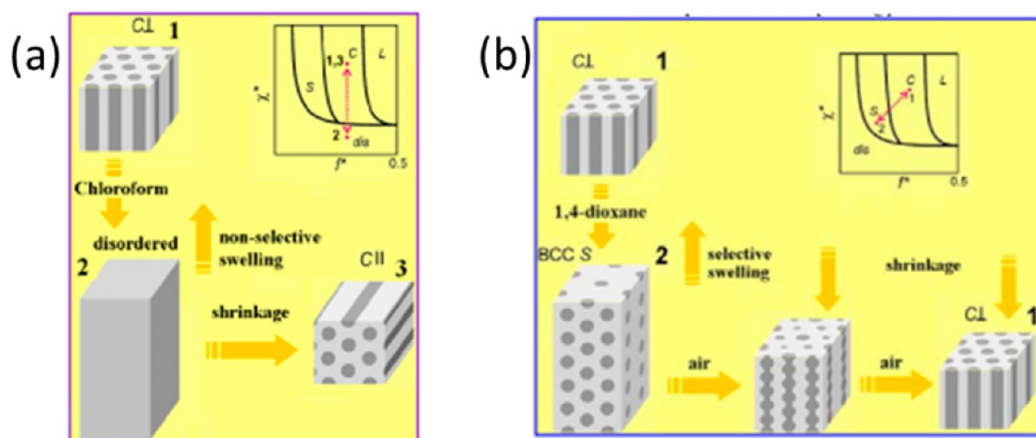 (a)
C⊥ 1
χ*
S
1,3
C
L
2
dis
f*
0.5
Chloroform
disordered
2
non-selective
swelling
C|| 3
shrinkage
(b)
C⊥ 1
χ*
C
L
1
S
2
dis
f*
0.5
1,4-dioxane
BCC S 2
selective
swelling
shrinkage
C⊥ 1
air
air